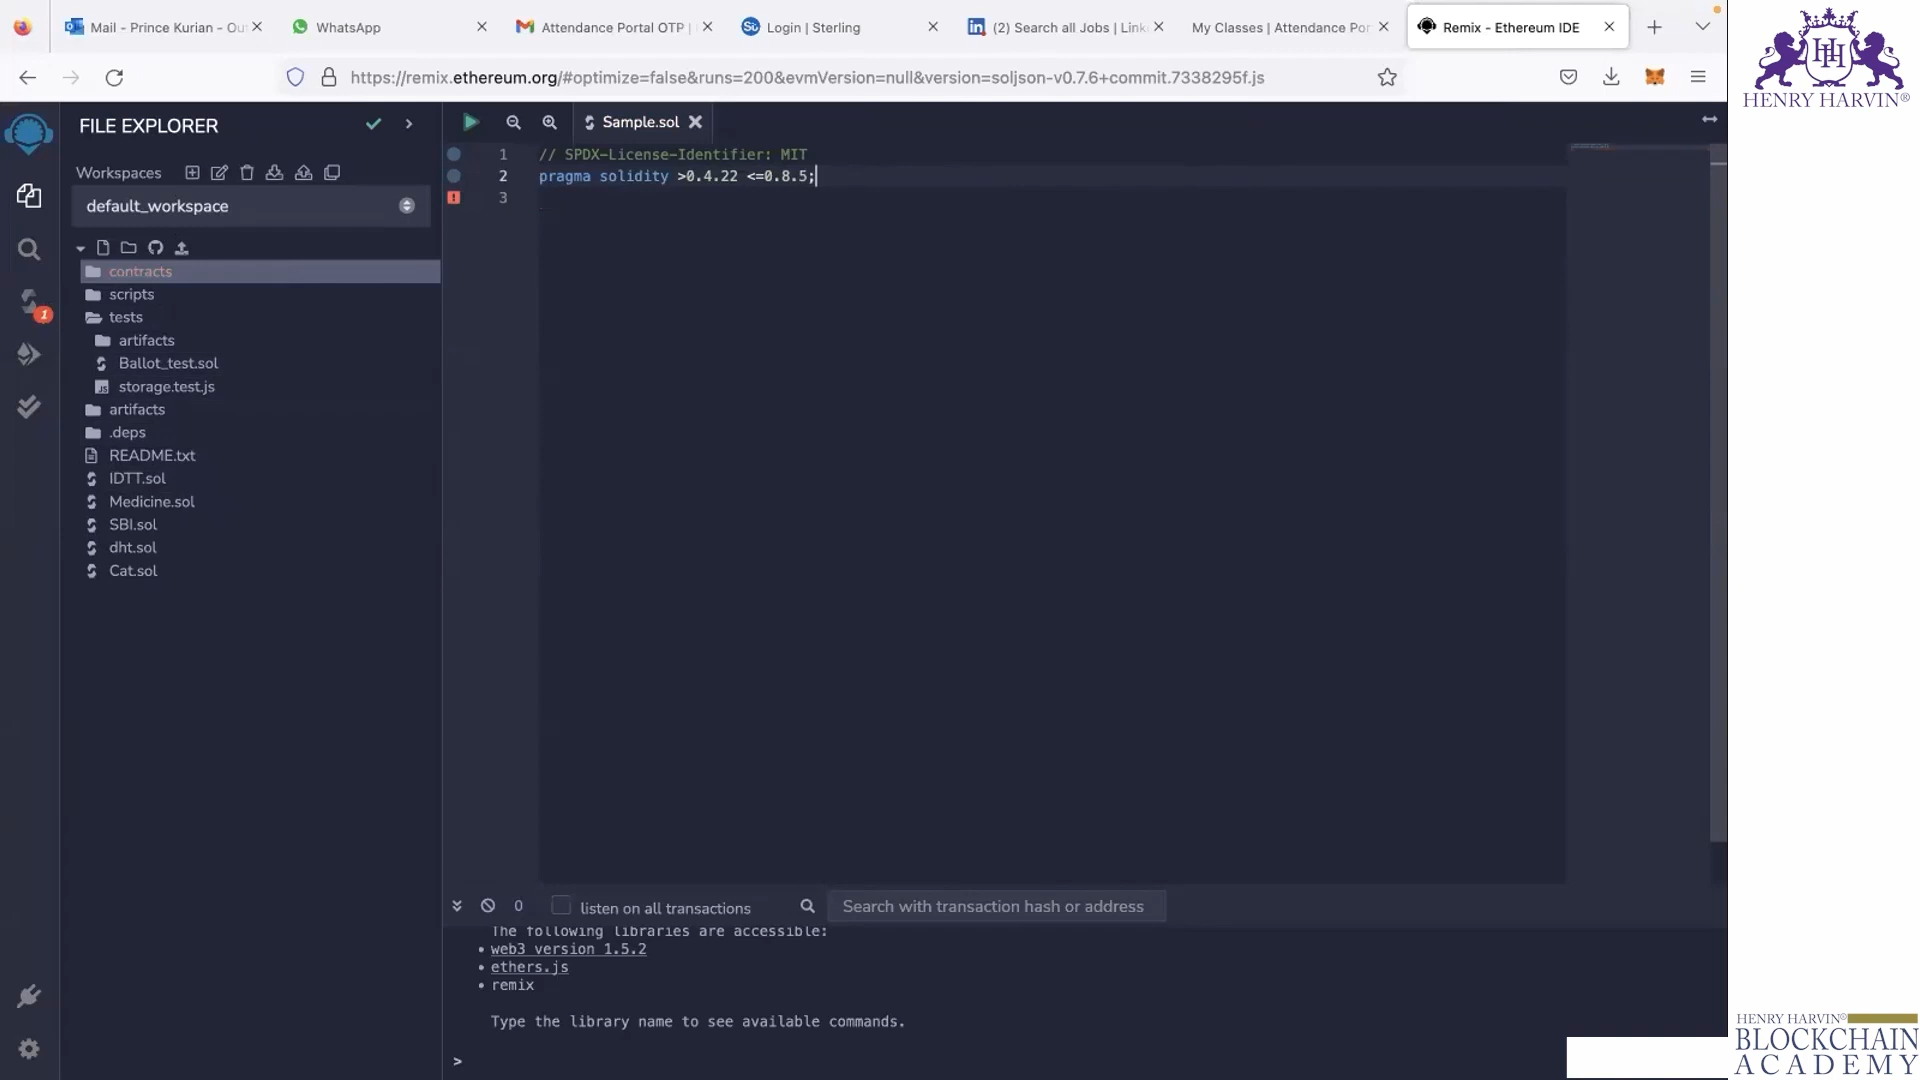 Mail - Prince Kurian - Ou
WhatsApp
Attendance Portal OTP |
Login | Sterling
(2) Search all Jobs | Link
My Classes | Attendance Por
Remix - Ethereum IDE
https://remix.ethereum.org/#optimize=false&runs=200&evmVersion=null&version=soljson-v0.7.6+commit.7338295f.js
HENRY HARVIN®
FILE EXPLORER
Sample.sol
Workspaces
default_workspace
contracts
scripts
tests
artifacts
Ballot_test.sol
storage.test.js
artifacts
.deps
README.txt
IDTT.sol
Medicine.sol
SBI.sol
dht.sol
Cat.sol
1
1 // SPDX-License-Identifier: MIT
2 pragma solidity >0.4.22 <=0.8.5;
3
0 listen on all transactions Search with transaction hash or address
The following libraries are accessible:
• web3 version 1.5.2
• ethers.js
• remix
Type the library name to see available commands.
>
HENRY HARVIN®
BLOCKCHAIN
ACADEMY